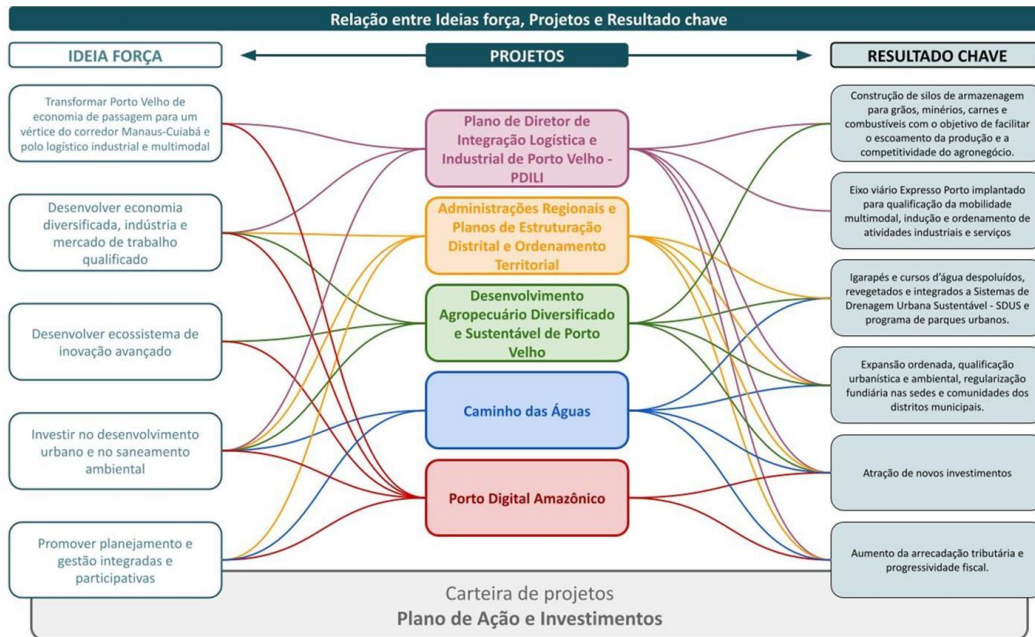 Relação entre Ideias força, Projetos e Resultado chave
IDEIA FORÇA
PROJETOS
RESULTADO CHAVE
Transformar Porto Velho de
economia de passagem para um
vértice do corredor Manaus-Cuiabá e
polo logístico industrial e multimodal
Desenvolver economia
diversificada, indústria e
mercado de trabalho
qualificado
Desenvolver ecossistema de
inovação avançado
Investir no desenvolvimento
urbano e no saneamento
ambiental
Promover planejamento e
gestão integradas e
participativas
Plano de Diretor de
Integração Logística e
Industrial de Porto Velho -
PDILI
Administrações Regionais e
Planos de Estruturação
Distrital e Ordenamento
Territorial
Desenvolvimento
Agropecuário Diversificado
e Sustentável de Porto
Velho
Caminho das Águas
Porto Digital Amazônico
Construção de silos de armazenagem
para grãos, minérios, carnes e
combustíveis com o objetivo de facilitar
o escoamento da produção e a
competitividade do agronegócio.
Eixo viário Expresso Porto implantado
para qualificação da mobilidade
multimodal, indução e ordenamento de
atividades industriais e serviços
Igarapés e cursos d'água despoluídos,
revegetados e integrados a Sistemas de
Drenagem Urbana Sustentável - SDUS e
programa de parques urbanos.
Expansão ordenada, qualificação
urbanística e ambiental, regularização
fundiária nas sedes e comunidades dos
distritos municipais.
Atração de novos investimentos
Aumento da arrecadação tributária e
progressividade fiscal.
Carteira de projetos
Plano de Ação e Investimentos